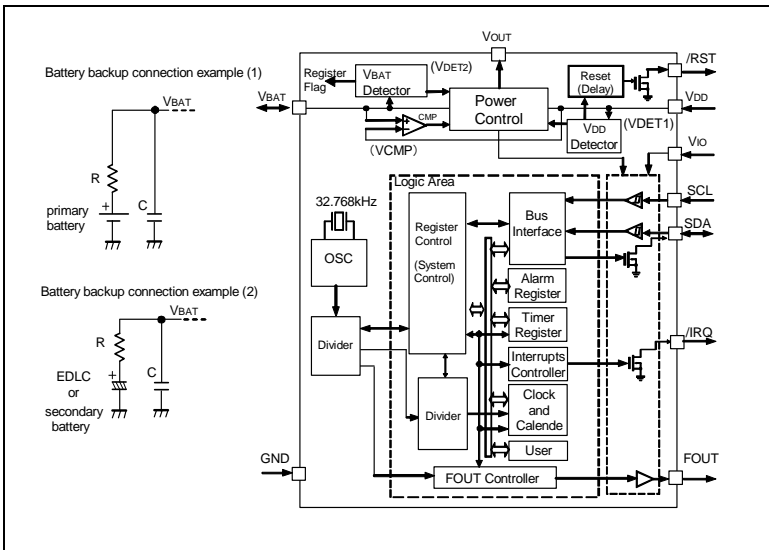 Battery backup connection example (1)
VBAT
R
+
C
primary
battery
Battery backup connection example (2)
VBAT
R
+
C
EDLC
or
secondary
battery
VOUT
Register
Flag
VBAT
Detector
(VDET2)
Power
Control
Reset
(Delay)
/RST
VBAT
VDD
CMP
+
−
(VCMP)
VDD
Detector
(VDET1)
VIO
Logic Area
SCL
32.768kHz
OSC
Register
Control
(System
Control)
Bus
Interface
SDA
Alarm
Register
Timer
Register
Divider
Interrupts
Controller
/IRQ
Divider
Clock
and
Calende
User
GND
FOUT Controller
FOUT